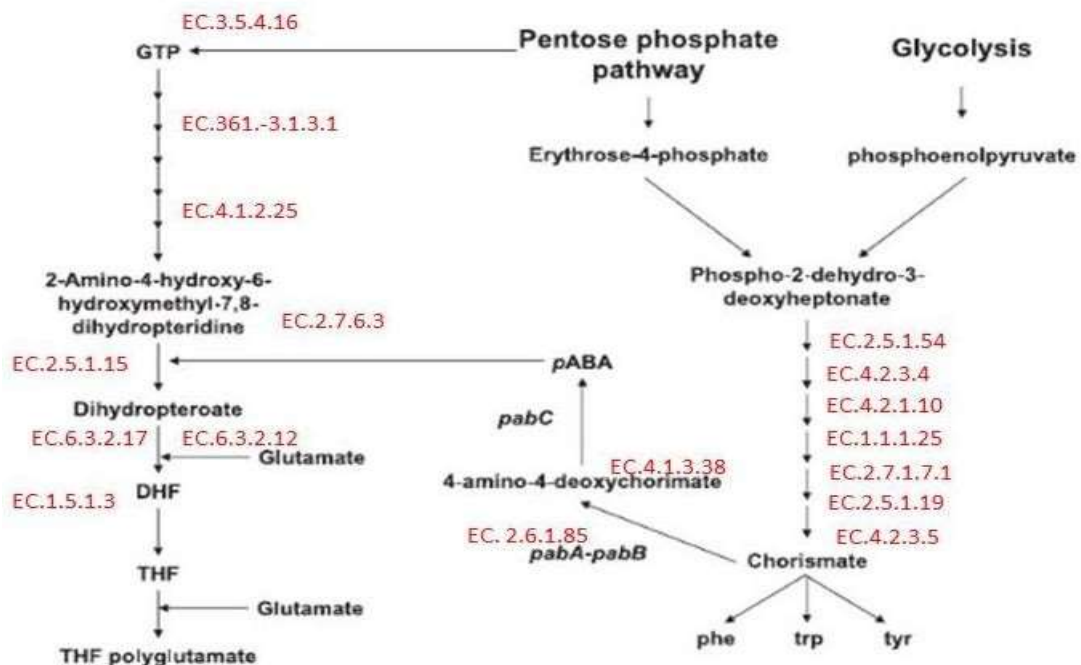 EC.3.5.4.16
GTP
Pentose phosphate
pathway
Glycolysis
EC.361.-3.1.3.1
Erythrose-4-phosphate
phosphoenolpyruvate
EC.4.1.2.25
2-Amino-4-hydroxy-6-
hydroxymethyl-7,8-
dihydropteridine
EC.2.7.6.3
Phospho-2-dehydro-3-
deoxyheptonate
EC.2.5.1.15
pABA
EC.2.5.1.54
EC.4.2.3.4
Dihydropteroate
pabC
EC.4.2.1.10
EC.6.3.2.17
EC.6.3.2.12
Glutamate
EC.1.1.1.25
EC.4.1.3.38
4-amino-4-deoxychorimate
EC.2.7.1.7.1
EC.1.5.1.3
DHF
EC.2.5.1.19
EC. 2.6.1.85
pabA-pabB
EC.4.2.3.5
Chorismate
THF
Glutamate
phe
trp
tyr
THF polyglutamate